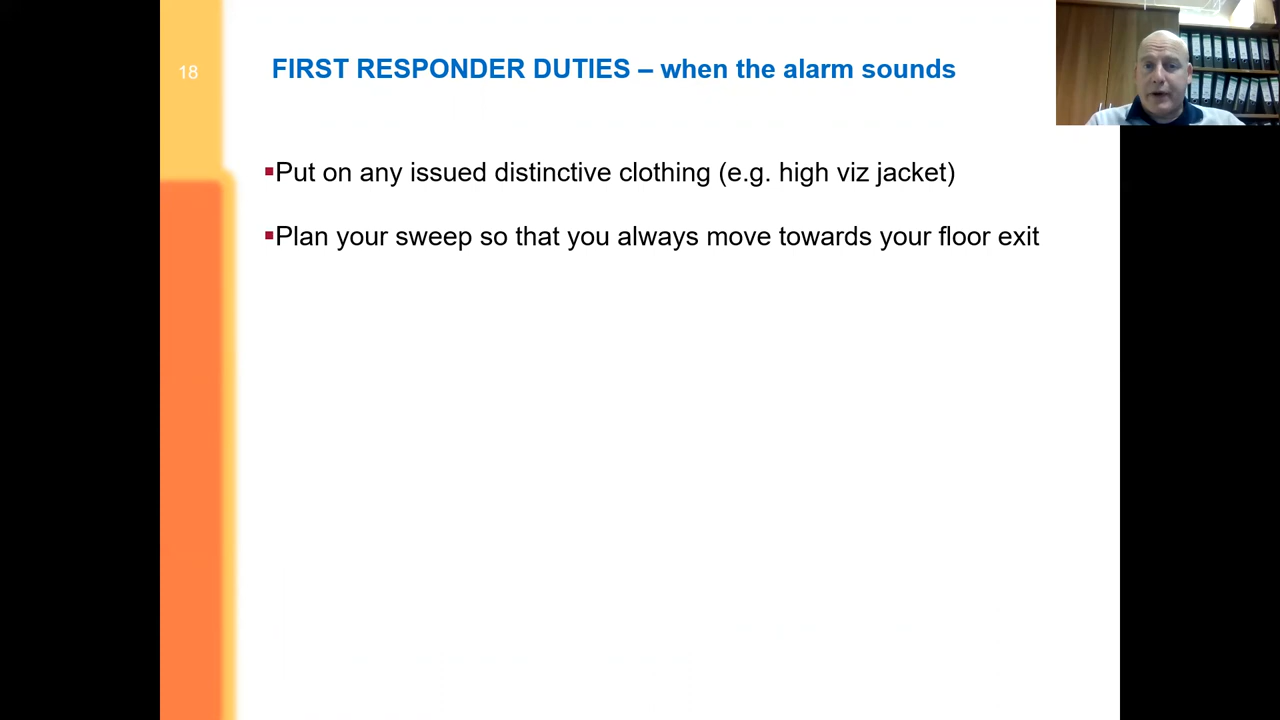 18
FIRST RESPONDER DUTIES – when the alarm sounds
▪Put on any issued distinctive clothing (e.g. high viz jacket)
▪Plan your sweep so that you always move towards your floor exit